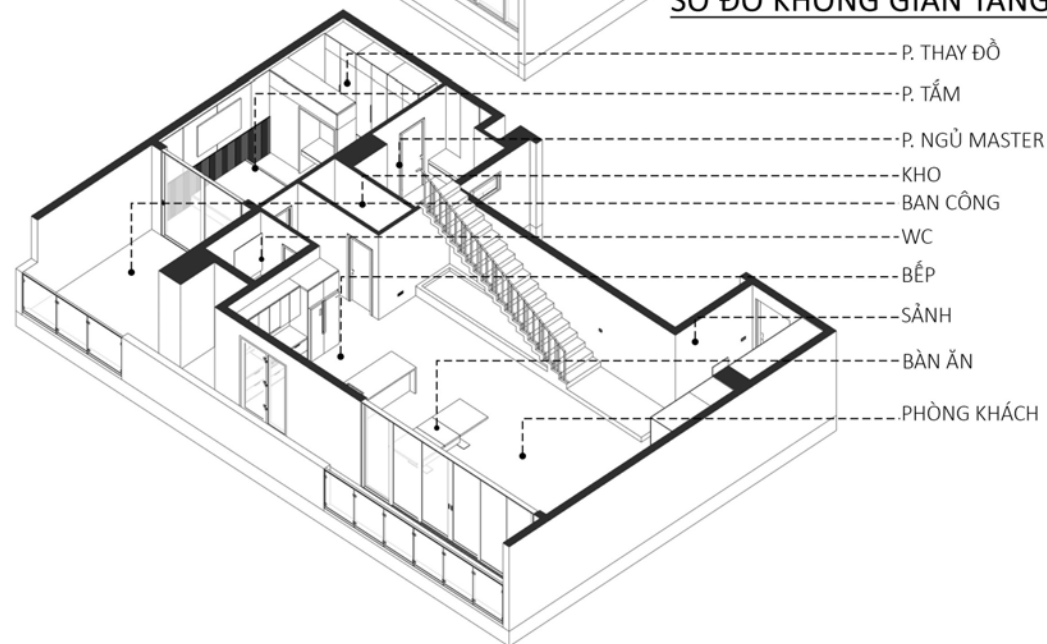 SƠ ĐỒ KHÔNG GIAN TẦNG
P. THAY ĐỒ
P. TẮM
P. NGỦ MASTER
KHO
BAN CÔNG
WC
BẾP
SẢNH
BÀN ĂN
PHÒNG KHÁCH